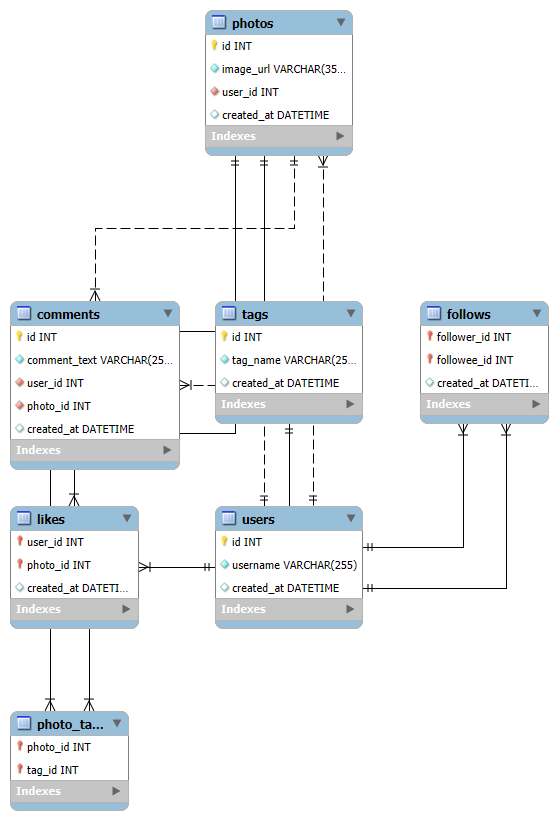 photos
id INT
image_url VARCHAR(35...
user_id INT
created_at DATETIME
Indexes
comments
id INT
comment_text VARCHAR(25...
user_id INT
photo_id INT
created_at DATETIME
Indexes
tags
id INT
tag_name VARCHAR(25...
created_at DATETIME
Indexes
follows
follower_id INT
followee_id INT
created_at DATETI...
Indexes
likes
user_id INT
photo_id INT
created_at DATETI...
Indexes
users
id INT
username VARCHAR(255)
created_at DATETIME
Indexes
photo_ta...
photo_id INT
tag_id INT
Indexes